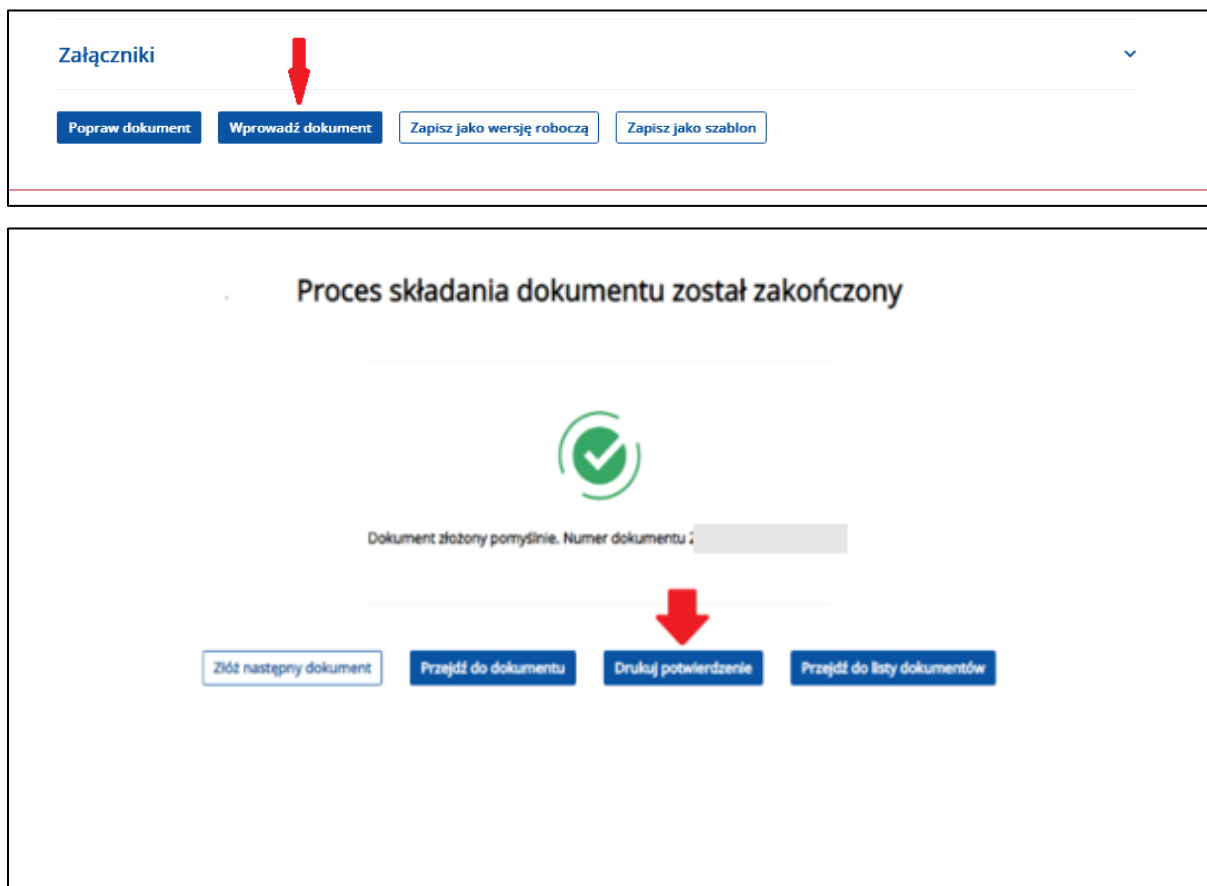 Załączniki
Popraw dokument Wprowadź dokument Zapisz jako wersję roboczą Zapisz jako szablon
Proces składania dokumentu został zakończony
Dokument złożony pomyślnie. Numer dokumentu 2
Złóż następny dokument Przejdź do dokumentu Drukuj potwierdzenie Przejdź do listy dokumentów